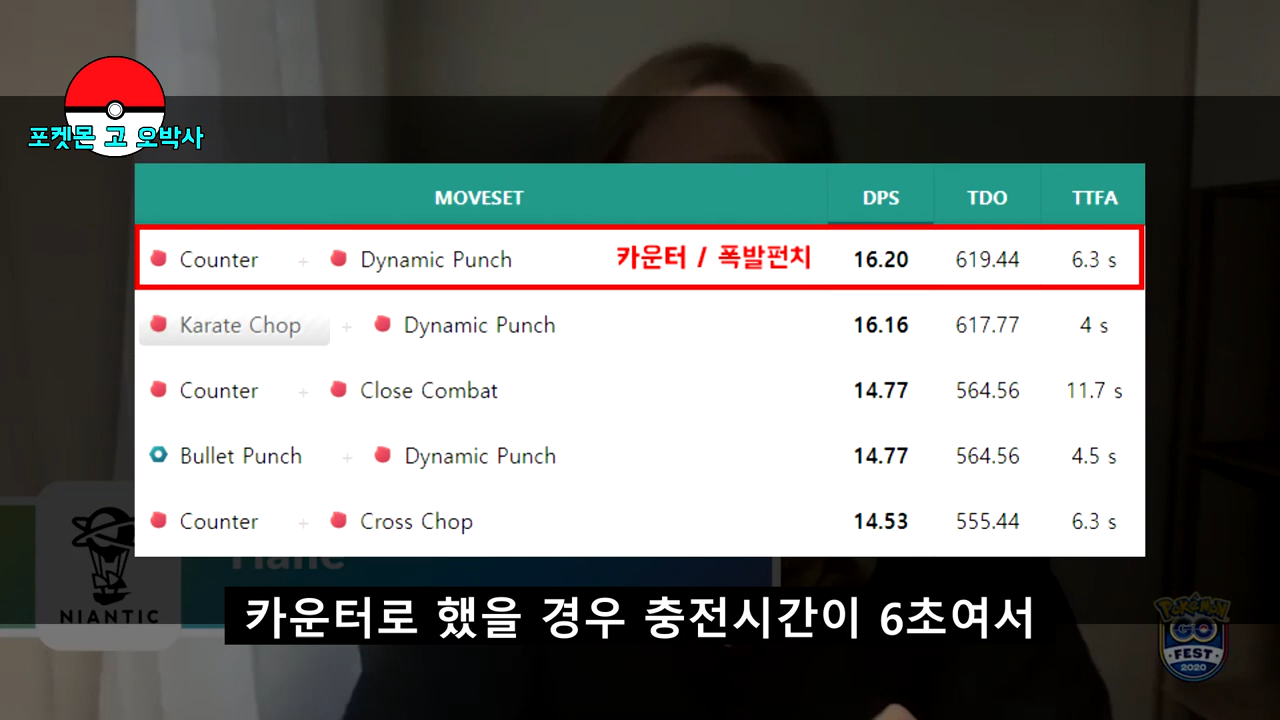 포켓몬 고 오박사
MOVESET DPS TDO TTFA
Counter + Dynamic Punch 카운터 / 폭발펀치 16.20 619.44 6.3 s
Karate Chop + Dynamic Punch 16.16 617.77 4 s
Counter + Close Combat 14.77 564.56 11.7 s
Bullet Punch + Dynamic Punch 14.77 564.56 4.5 s
Counter + Cross Chop 14.53 555.44 6.3 s
NIANTIC
카운터로 했을 경우 충전시간이 6초여서
Pokémon
GO
FEST
2020